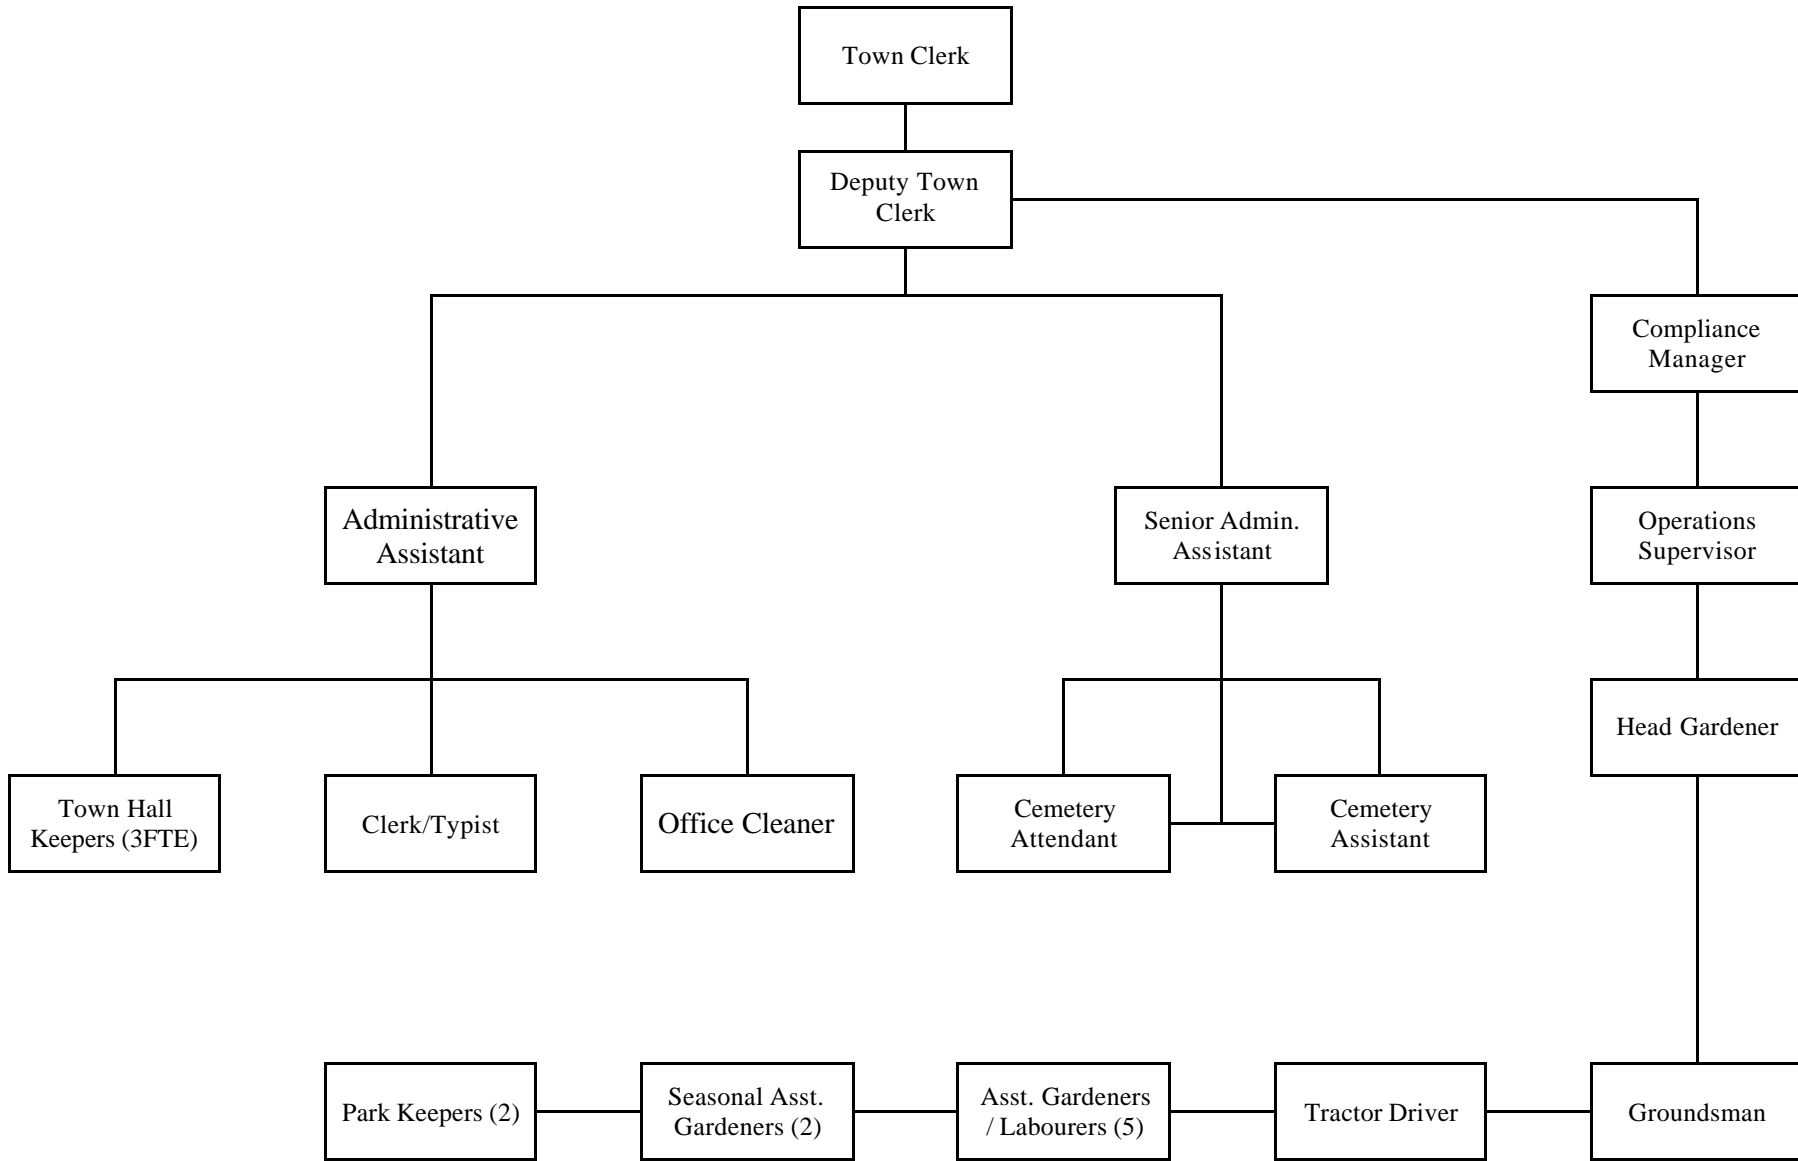 Town Clerk
Deputy Town
Clerk
Compliance
Manager
Administrative
Assistant
Senior Admin.
Assistant
Operations
Supervisor
Head Gardener
Town Hall
Keepers (3FTE)
Clerk/Typist
Office Cleaner
Cemetery
Attendant
Cemetery
Assistant
Park Keepers (2)
Seasonal Asst.
Gardeners (2)
Asst. Gardeners
/ Labourers (5)
Tractor Driver
Groundsman